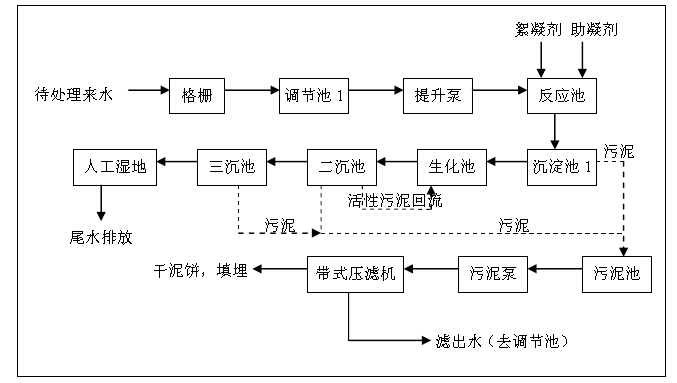 絮凝剂 助凝剂
待处理来水 格栅 调节池1 提升泵 反应池
人工湿地 三沉池 二沉池 生化池 沉淀池1 污泥
活性污泥回流
尾水排放 污泥 污泥
干泥饼，填埋 带式压滤机 污泥泵 污泥池
滤出水（去调节池）